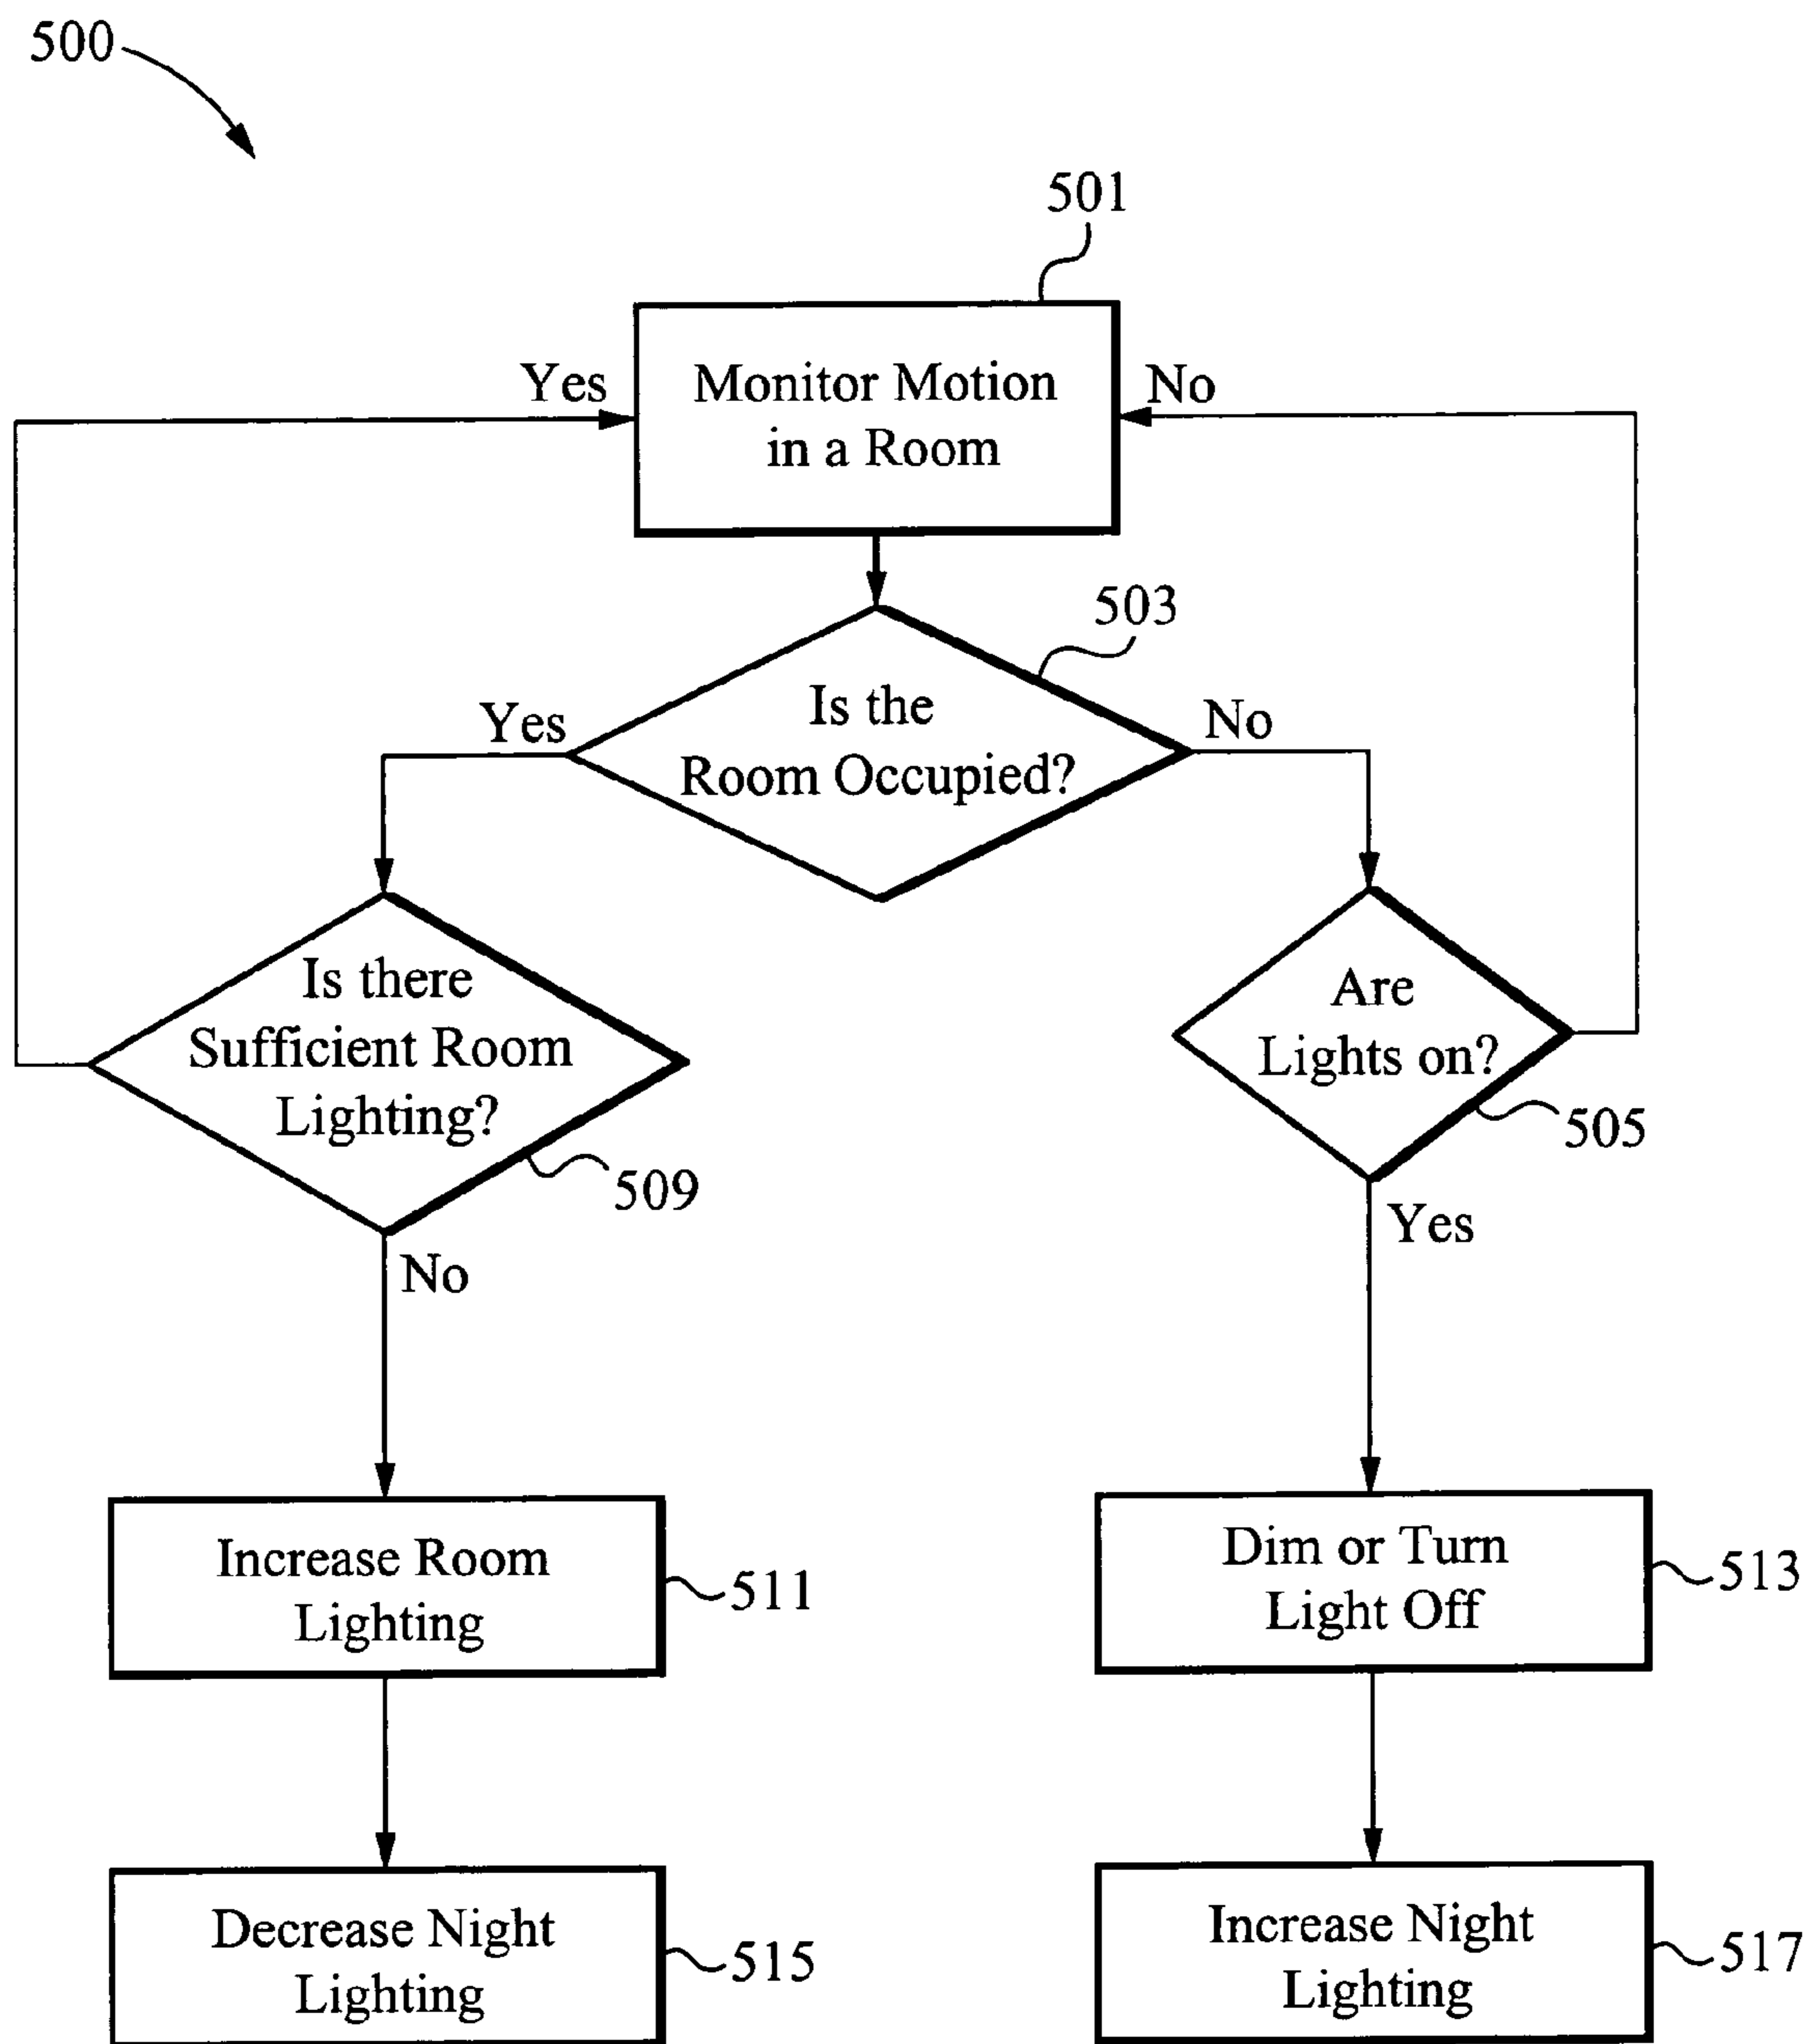 500
501
Yes
Monitor Motion
in a Room
No
503
Yes
Is the
Room Occupied?
No
Is there
Sufficient Room
Lighting?
509
No
Are
Lights on?
505
Yes
Increase Room
Lighting
511
Dim or Turn
Light Off
513
Decrease Night
Lighting
515
Increase Night
Lighting
517